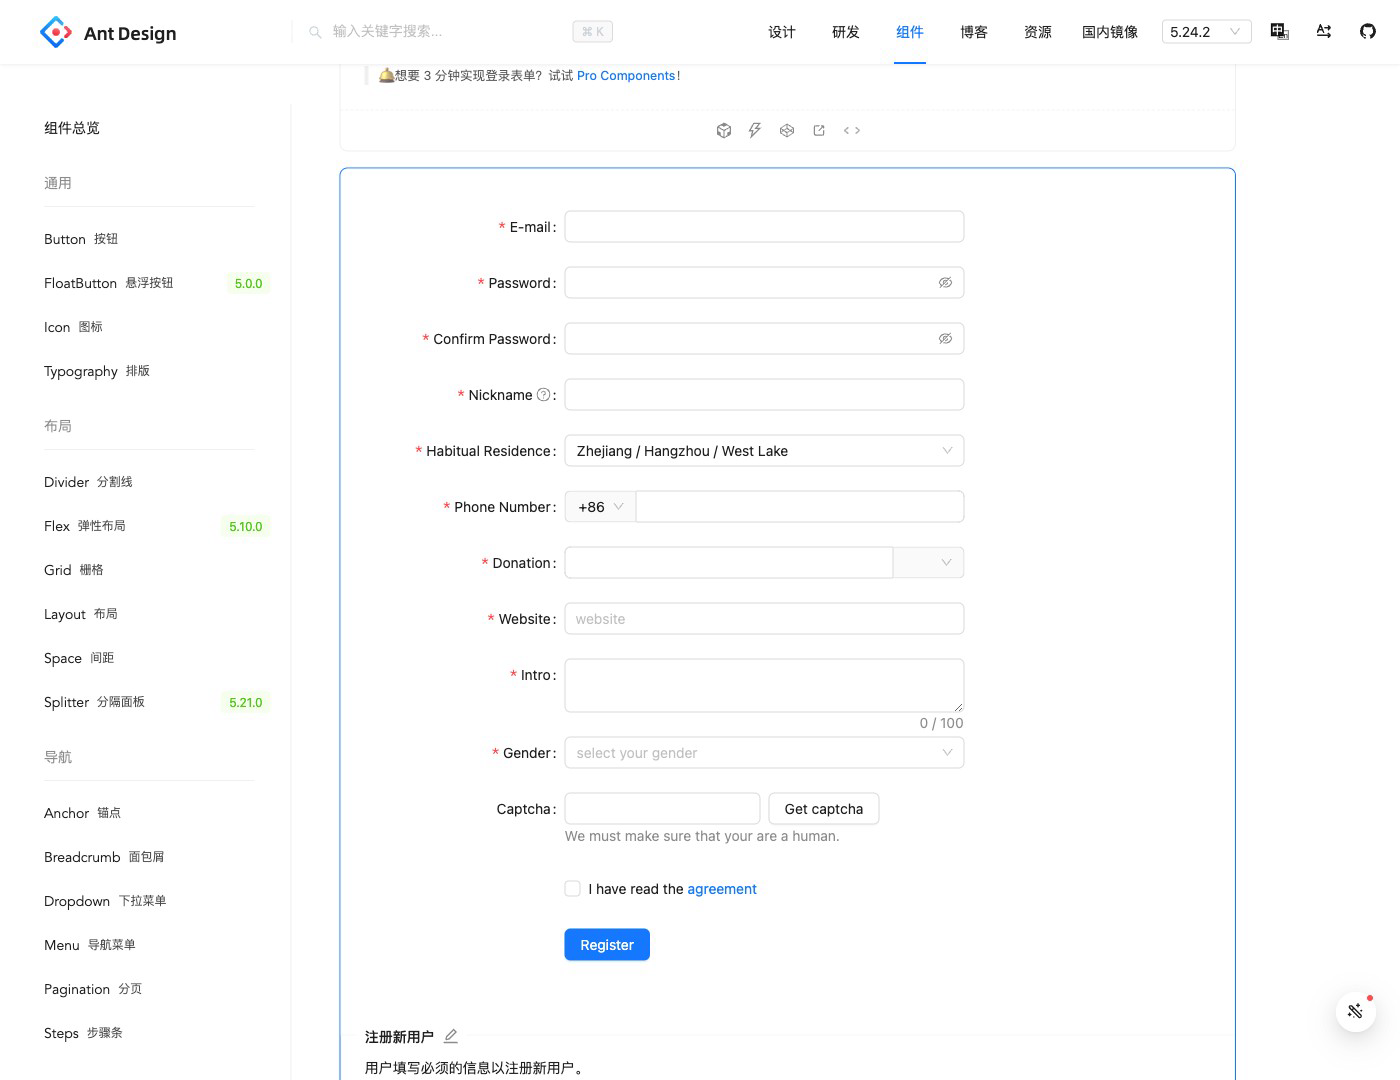 Ant Design
输入关键字搜索...
⌘ K
设计
研发
组件
博客
资源
国内镜像
5.24.2
🛎️想要 3 分钟实现登录表单？试试 Pro Components！
组件总览
通用
Button 按钮
FloatButton 悬浮按钮 5.0.0
Icon 图标
Typography 排版
布局
Divider 分割线
Flex 弹性布局 5.10.0
Grid 栅格
Layout 布局
Space 间距
Splitter 分隔面板 5.21.0
导航
Anchor 锚点
Breadcrumb 面包屑
Dropdown 下拉菜单
Menu 导航菜单
Pagination 分页
Steps 步骤条
* E-mail:
* Password:
* Confirm Password:
* Nickname :
* Habitual Residence: Zhejiang / Hangzhou / West Lake
* Phone Number: +86
* Donation:
* Website: website
* Intro:
0 / 100
* Gender: select your gender
Captcha: Get captcha
We must make sure that your are a human.
I have read the agreement
Register
注册新用户
用户填写必须的信息以注册新用户。